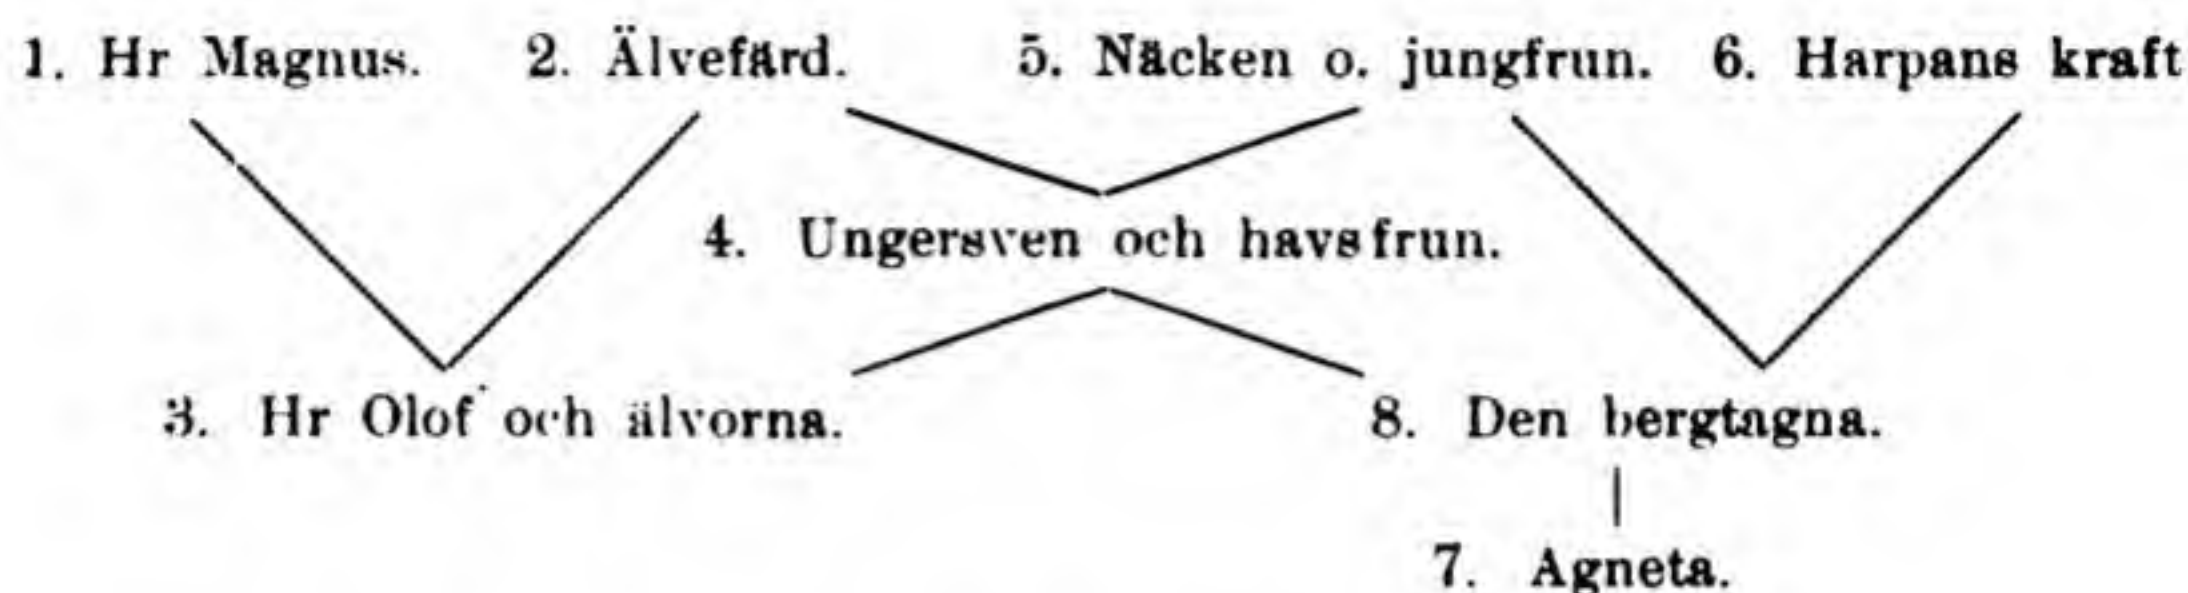 1. Hr Magnus. 2. Älvefärd. 5. Näcken o. jungfrun. 6. Harpans kraft
4. Ungersven och havsfrun.
3. Hr Olof och älvorna. 8. Den bergtagna.
7. Agneta.